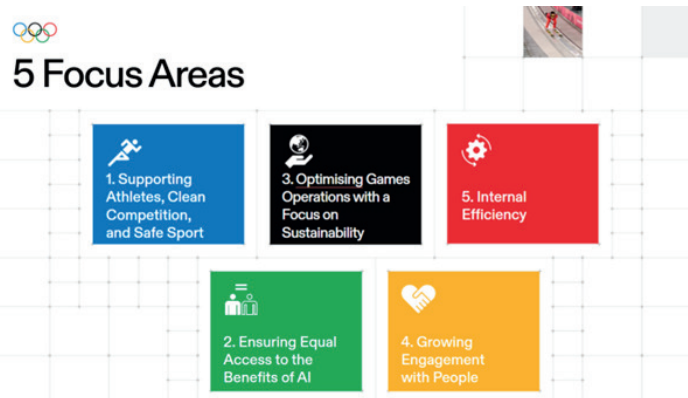 5 Focus Areas
1. Supporting
Athletes, Clean
Competition,
and Safe Sport
3. Optimising Games
Operations with a
Focus on
Sustainability
5. Internal
Efficiency
2. Ensuring Equal
Access to the
Benefits of AI
4. Growing
Engagement
with People